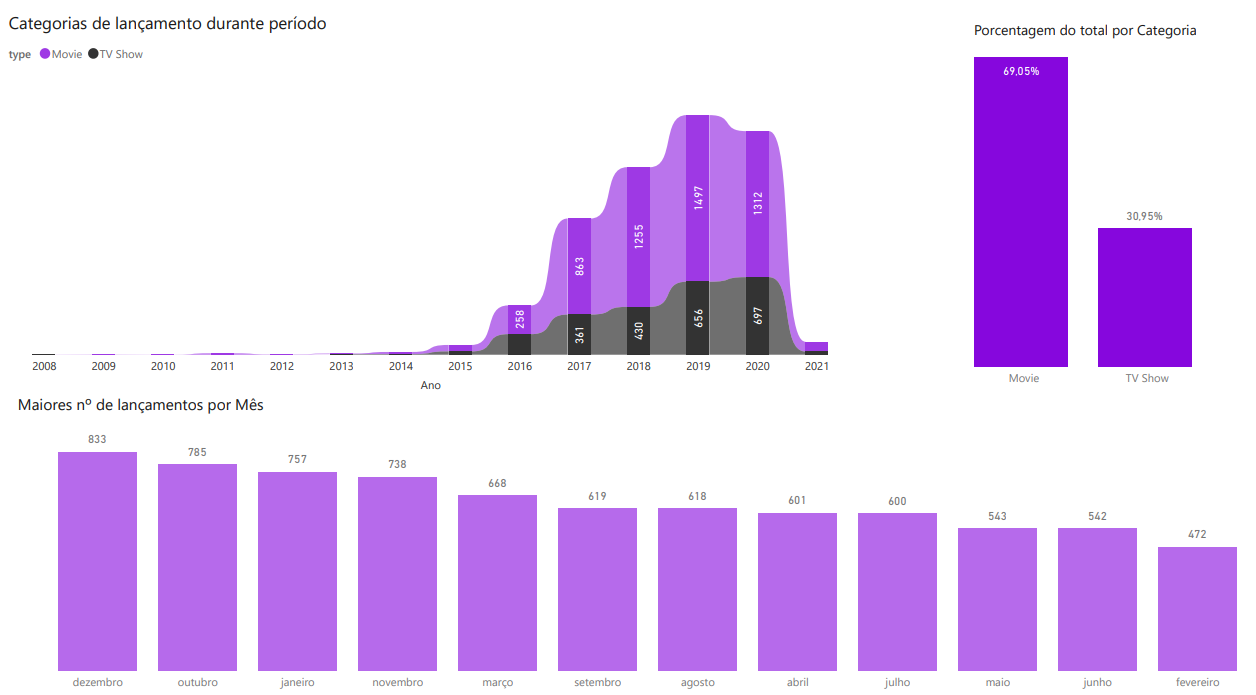 Categorias de lançamento durante período
type Movie TV Show
1497
1312
1255
863
258
656
697
430
361
2008 2009 2010 2011 2012 2013 2014 2015 2016 2017 2018 2019 2020 2021
Ano
Porcentagem do total por Categoria
69,05%
30,95%
Movie TV Show
Maiores nº de lançamentos por Mês
833 785 757 738 668 619 618 601 600 543 542 472
dezembro outubro janeiro novembro março setembro agosto abril julho maio junho fevereiro